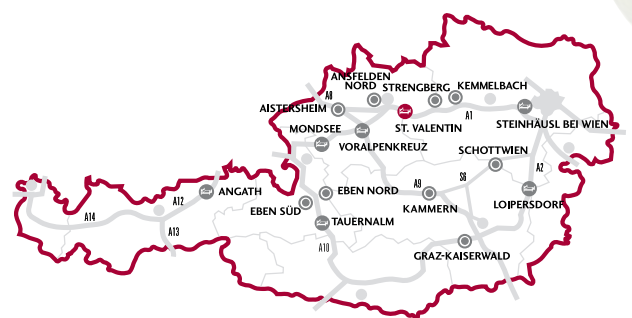 ANSFELDEN
NORD
STRENGBERG
KEMMELBACH
A8
AISTERSHEIM
A1
MONDSEE
ST. VALENTIN
STEINHÄUSL BEI WIEN
VORALPENKREUZ
SCHOTTWIEN
A2
S6
A9
ANGATH
EBEN NORD
A12
EBEN SÜD
KAMMERN
LOIPERSDORF
A14
TAUERNALM
A13
A10
GRAZ-KAISERWALD